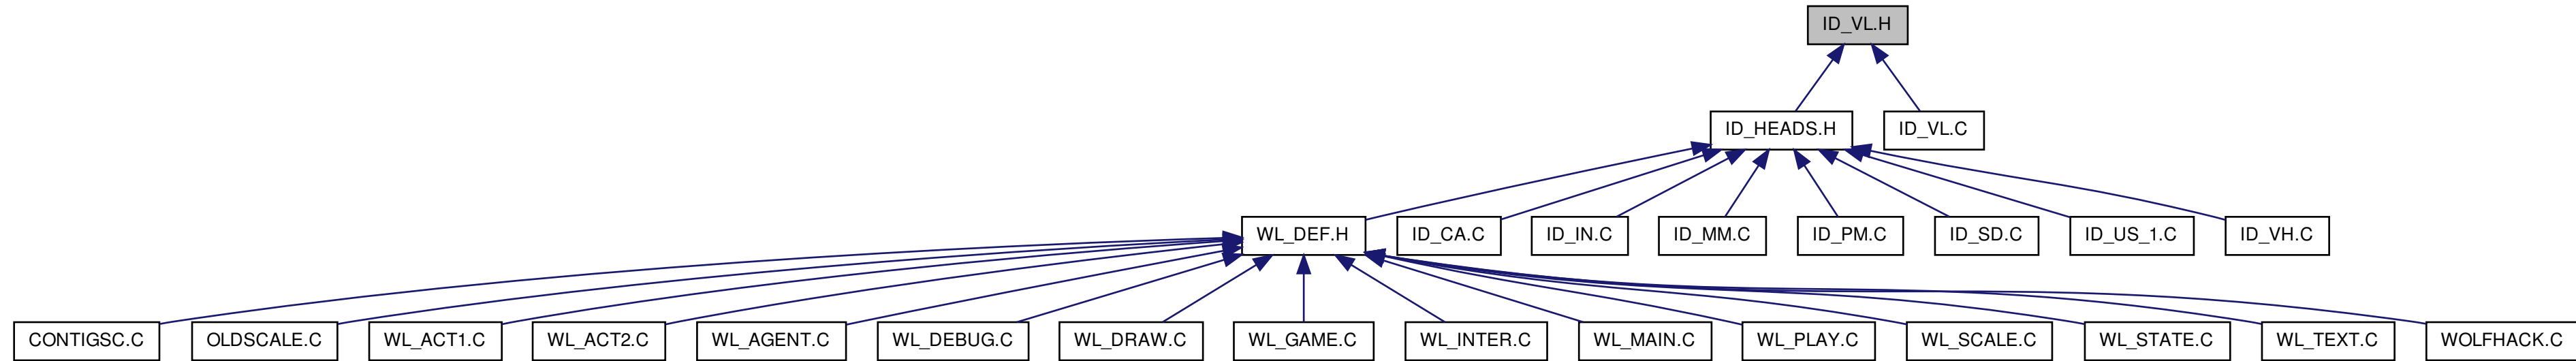 ID_VL.H
ID_HEADS.H
ID_VL.C
WL_DEF.H
ID_CA.C
ID_IN.C
ID_MM.C
ID_PM.C
ID_SD.C
ID_US_1.C
ID_VH.C
CONTIGSC.C
OLDSCALE.C
WL_ACT1.C
WL_ACT2.C
WL_AGENT.C
WL_DEBUG.C
WL_DRAW.C
WL_GAME.C
WL_INTER.C
WL_MAIN.C
WL_PLAY.C
WL_SCALE.C
WL_STATE.C
WL_TEXT.C
WOLFHACK.C